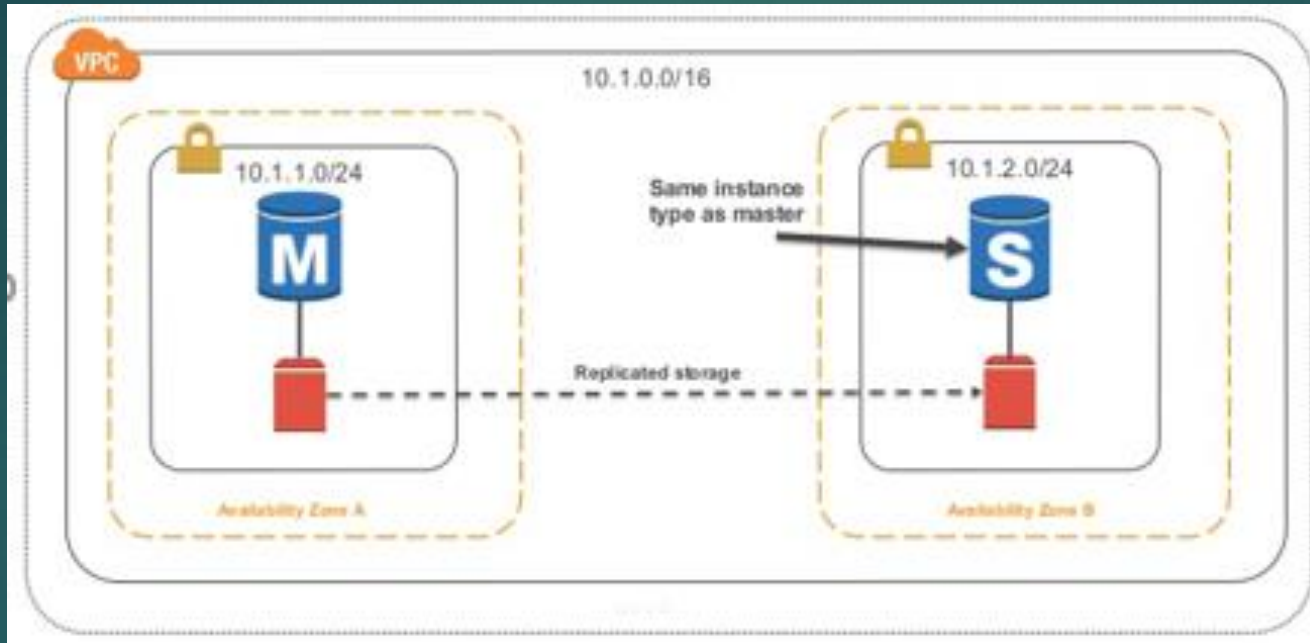 VPC
10.1.0.0/16
10.1.1.0/24
10.1.2.0/24
Same instance
type as master
M
S
Replicated storage
Availability Zone A
Availability Zone B